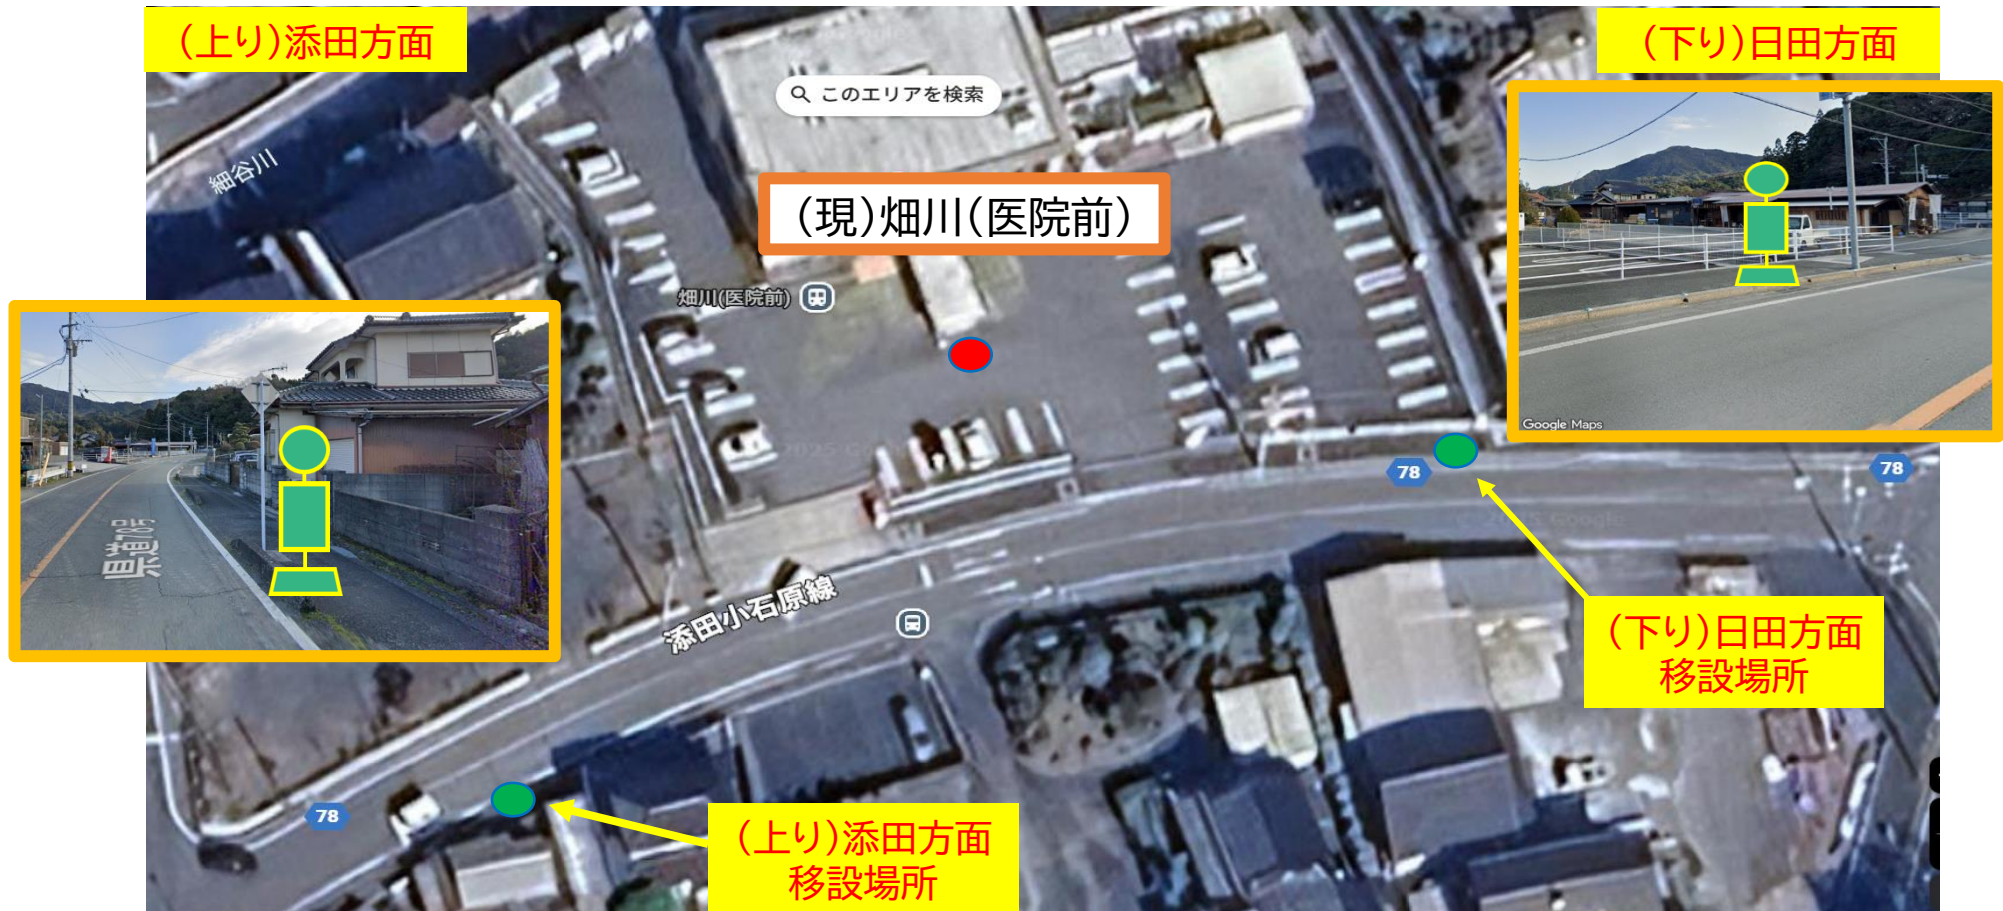 (上り)添田方面
(下り)日田方面
このエリアを検索
細谷川
(現)畑川(医院前)
畑川(医院前)
県道78号
Google Maps
78
78
添田小石原線
(下り)日田方面
移設場所
78
(上り)添田方面
移設場所